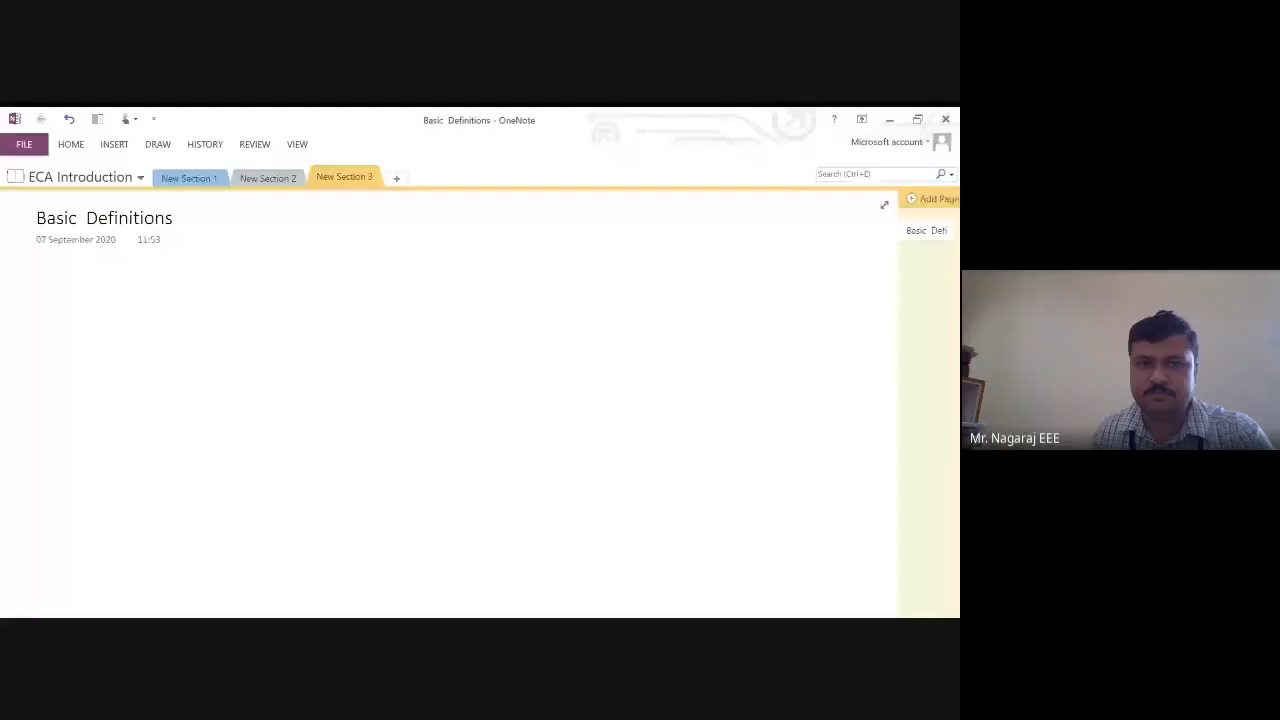 Basic Definitions - OneNote
?
FILE HOME INSERT DRAW HISTORY REVIEW VIEW
Microsoft account
ECA Introduction New Section 1 New Section 2 New Section 3 +
Search (Ctrl+E)
Add Page
Basic Definitions
07 September 2020 11:53
Basic Defi
Mr. Nagaraj EEE